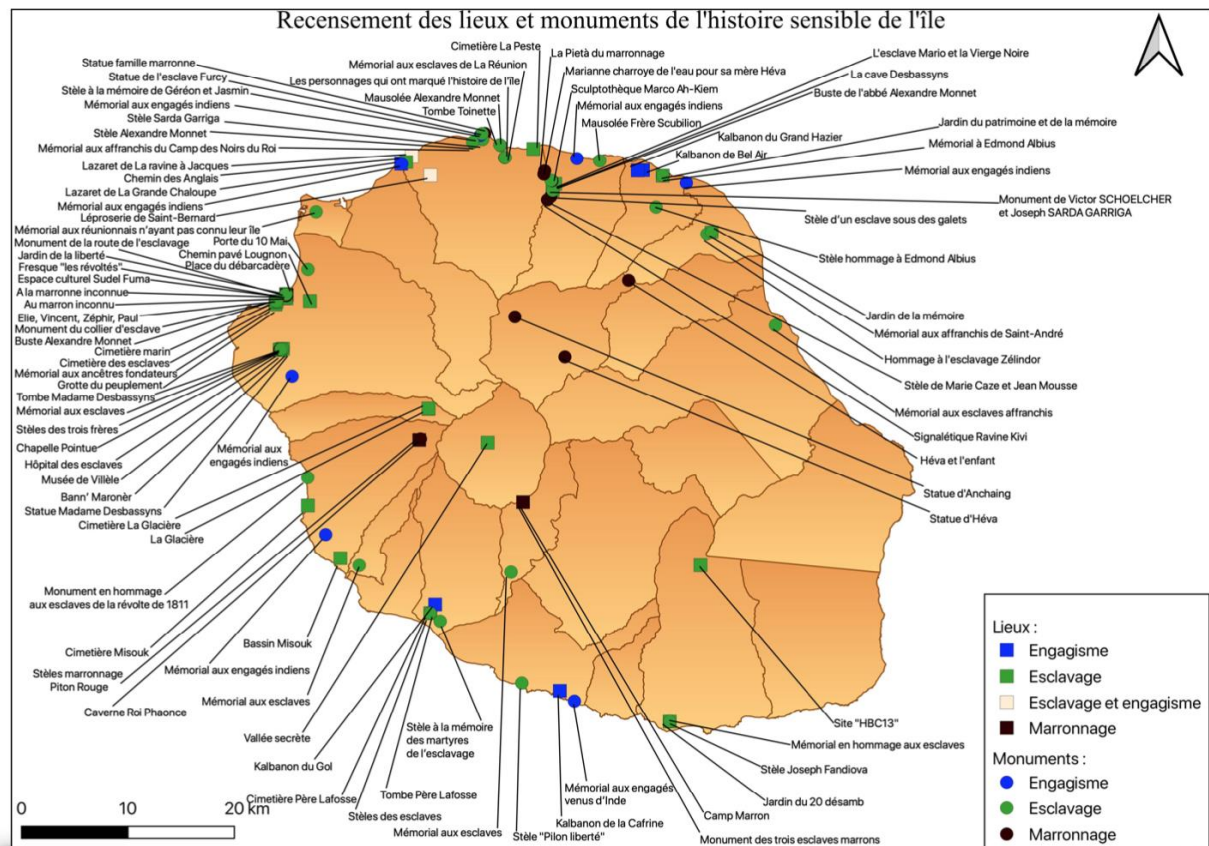 Recensement des lieux et monuments de l'histoire sensible de l'île
Cimetière La Peste
La Pietà du marronnage
L'esclave Mario et la Vierge Noire
Statue famille marronne
Mémorial aux esclaves de La Réunion
Marianne charroye de l'eau pour sa mère Héva
La cave Desbassyns
Statue de l'esclave Furcy
Les personnages qui ont marqué l'histoire de l'île
Sculptothèque Marco Ah-Kiem
Buste de l'abbé Alexandre Monnet
Stèle à la mémoire de Géréon et Jasmin
Mausolée Alexandre Monnet
Mémorial aux engagés indiens
Mémorial aux engagés indiens
Tombe Toinette
Mausolée Frère Scubilion
Jardin du patrimoine et de la mémoire
Stèle Sarda Garriga
Kalbanon du Grand Hazier
Stèle Alexandre Monnet
Mémorial à Edmond Albius
Mémorial aux affranchis du Camp des Noirs du Roi
Kalbanon de Bel Air
Lazaret de La ravine à Jacques
Mémorial aux engagés indiens
Chemin des Anglais
Lazaret de La Grande Chaloupe
Monument de Victor SCHOELCHER
et Joseph SARDA GARRIGA
Mémorial aux engagés indiens
Léproserie de Saint-Bernard
Stèle d'un esclave sous des galets
Mémorial aux réunionnais n'ayant pas connu leur île
Monument de la route de l'esclavage
Porte du 10 Mai
Jardin de la liberté
Chemin pavé Lougnon
Stèle hommage à Edmond Albius
Fresque "les révoltés"
Place du débarcadère
Espace culturel Sudel Fuma
A la marronne inconnue
Au marron inconnu
Elie, Vincent, Zéphir, Paul
Jardin de la mémoire
Monument du collier d'esclave
Mémorial aux affranchis de Saint-André
Buste Alexandre Monnet
Cimetière marin
Hommage à l'esclavage Zélindor
Cimetière des esclaves
Mémorial aux ancêtres fondateurs
Grotte du peuplement
Stèle de Marie Caze et Jean Mousse
Tombe Madame Desbassyns
Mémorial aux esclaves
Mémorial aux esclaves affranchis
Stèles des trois frères
Signalétique Ravine Kivi
Chapelle Pointue
Mémorial aux
engagés indiens
Hôpital des esclaves
Héva et l'enfant
Musée de Villèle
Bann' Maronèr
Statue d'Anchaing
Statue Madame Desbassyns
Statue d'Héva
Cimetière La Glacière
La Glacière
Monument en hommage
aux esclaves de la révolte de 1811
Bassin Misouk
Cimetière Misouk
Stèles marronnage
Piton Rouge
Mémorial aux engagés indiens
Caverne Roi Phaonce
Mémorial aux esclaves
Vallée secrète
Stèle à la mémoire
des martyres
de l'esclavage
Site "HBC13"
Mémorial en hommage aux esclaves
Kalbanon du Gol
Stèle Joseph Fandiova
Cimetière Père Lafosse
Tombe Père Lafosse
Mémorial aux engagés
venus d'Inde
Jardin du 20 désamb
Stèles des esclaves
Camp Marron
Mémorial aux esclaves
Kalbanon de la Cafrine
Stèle "Pilon liberté"
Monument des trois esclaves marrons
0 10 20 km
Lieux :
Engagisme
Esclavage
Esclavage et engagisme
Marronnage
Monuments :
Engagisme
Esclavage
Marronnage